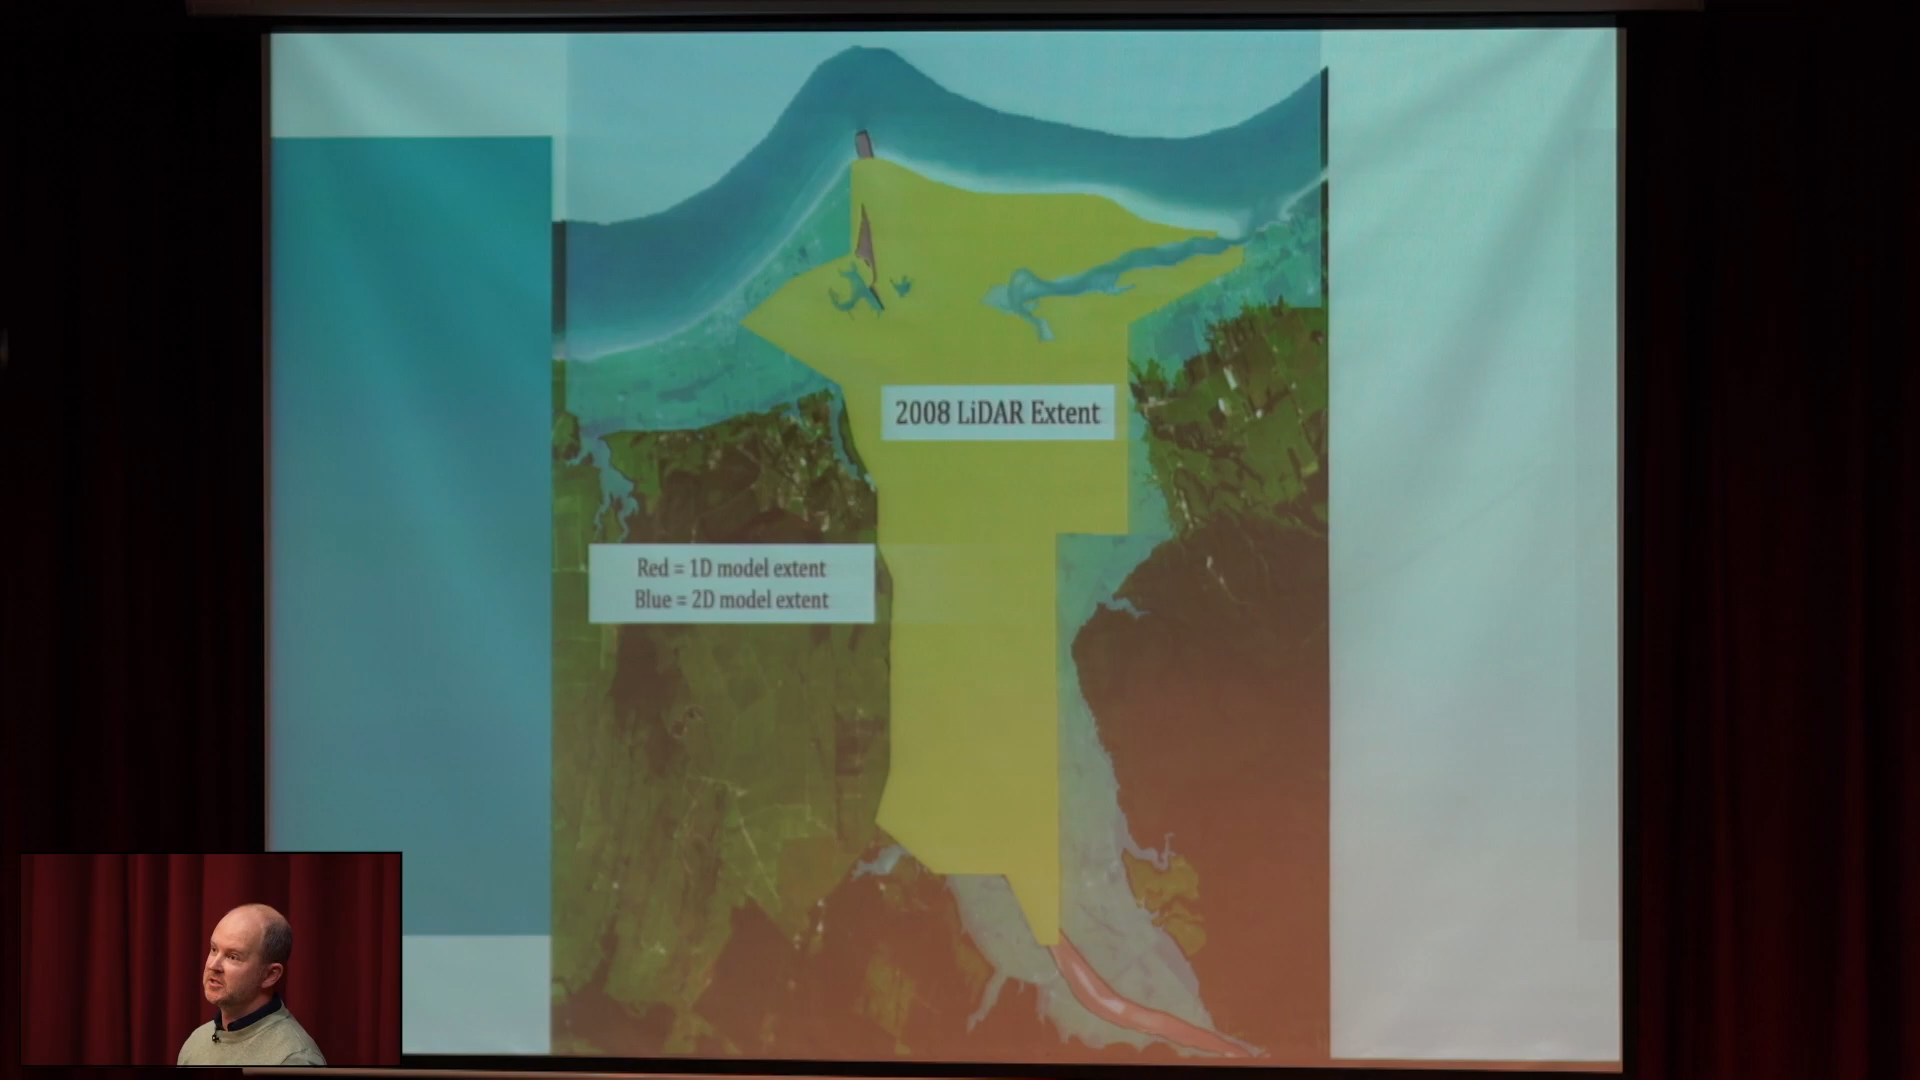 2008 LiDAR Extent
Red = 1D model extent
Blue = 2D model extent